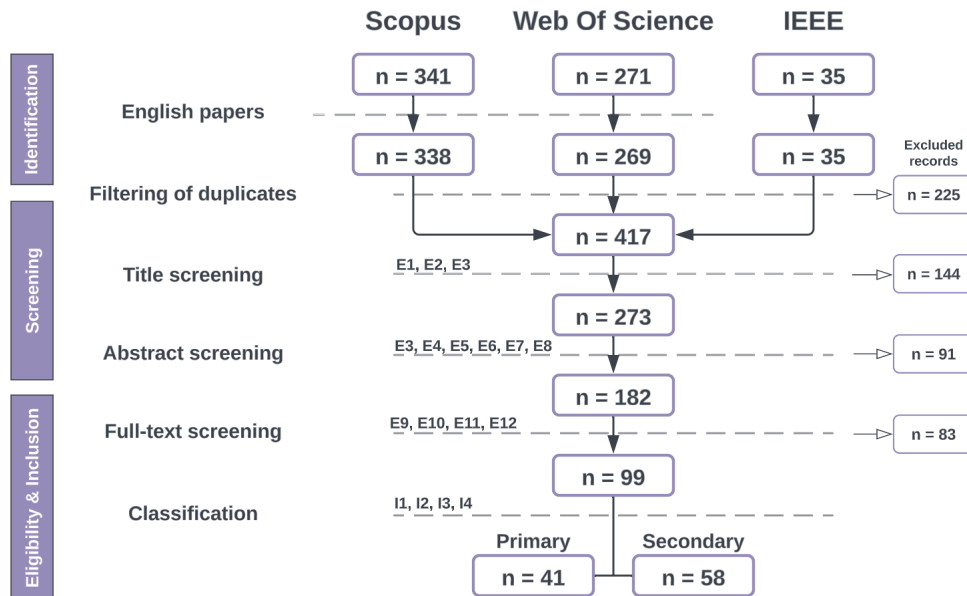 Scopus
Web Of Science
IEEE
Identification
n = 341
n = 271
n = 35
English papers
n = 338
n = 269
n = 35
Excluded
records
Filtering of duplicates
n = 225
Screening
n = 417
Title screening
E1, E2, E3
n = 144
n = 273
Abstract screening
E3, E4, E5, E6, E7, E8
n = 91
Eligibility & Inclusion
n = 182
Full-text screening
E9, E10, E11, E12
n = 83
n = 99
Classification
I1, I2, I3, I4
Primary
Secondary
n = 41
n = 58